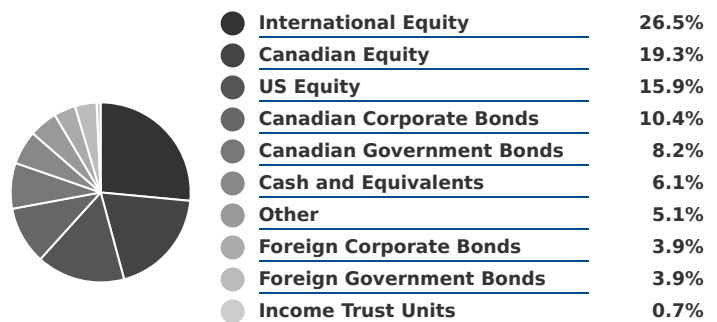 International Equity 26.5%
Canadian Equity 19.3%
US Equity 15.9%
Canadian Corporate Bonds 10.4%
Canadian Government Bonds 8.2%
Cash and Equivalents 6.1%
Other 5.1%
Foreign Corporate Bonds 3.9%
Foreign Government Bonds 3.9%
Income Trust Units 0.7%